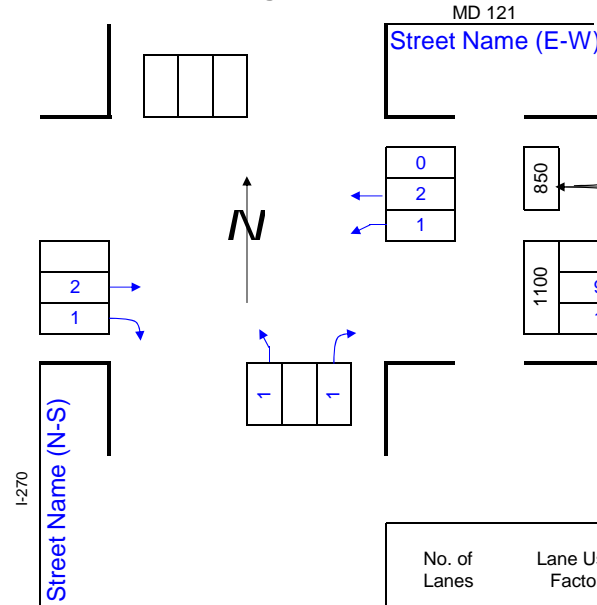 MD 121
Street Name (E-W)
0
2
1
850
N
2
1
1100
1
1
I-270
Street Name (N-S)
No. of
Lanes
Lane